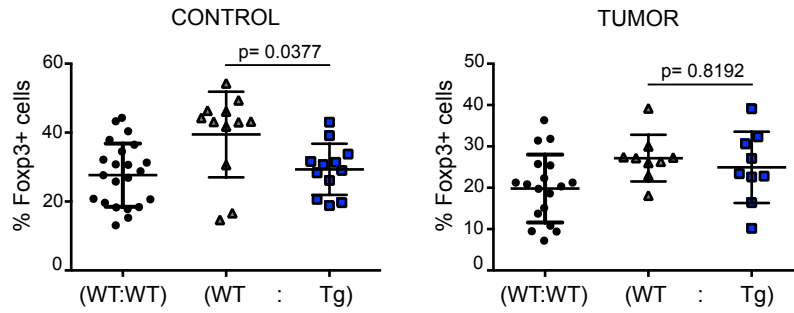 CONTROL
p= 0.0377
% Foxp3+ cells
60
40
20
0
(WT:WT) (WT : Tg)
TUMOR
p= 0.8192
% Foxp3+ cells
50
40
30
20
10
0
(WT:WT) (WT : Tg)